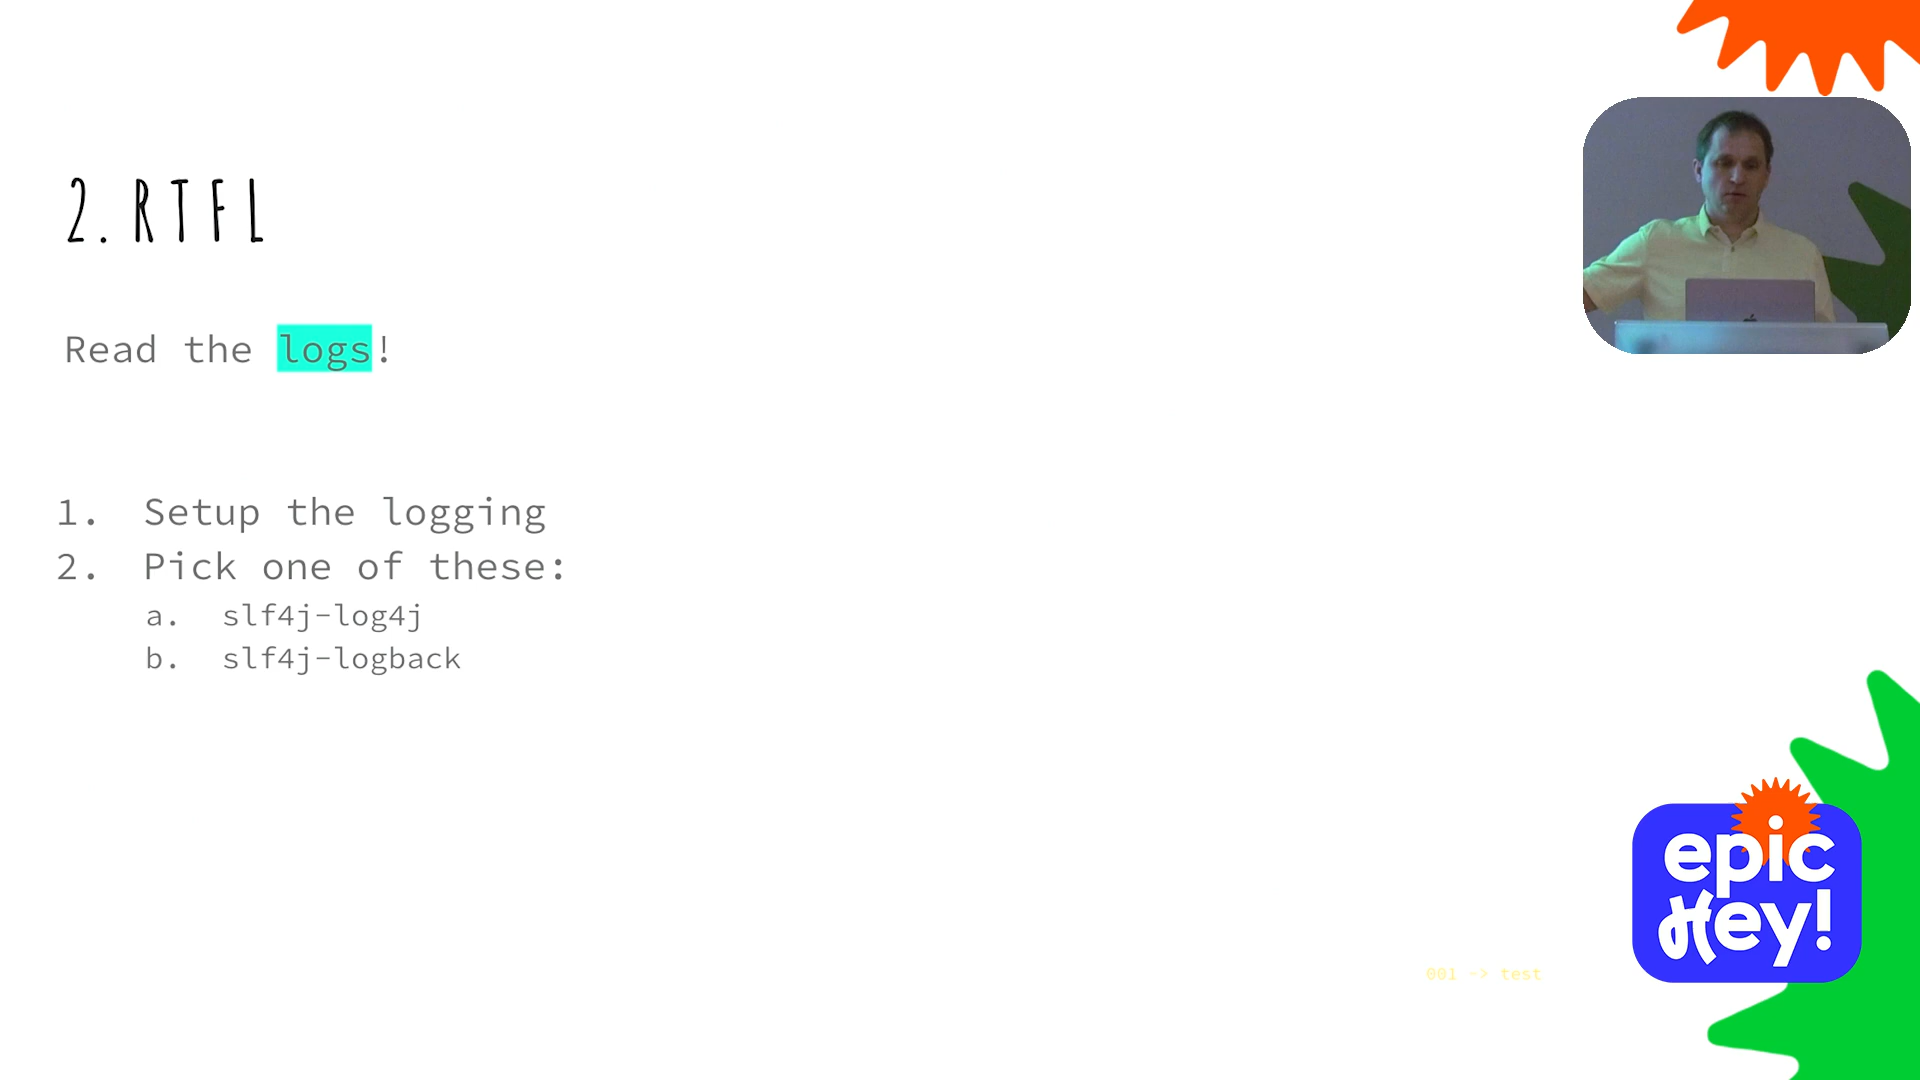 2. RTFL
Read the logs!
1. Setup the logging
2. Pick one of these:
a. slf4j-log4j
b. slf4j-logback
001 -> test
epic
Hey!